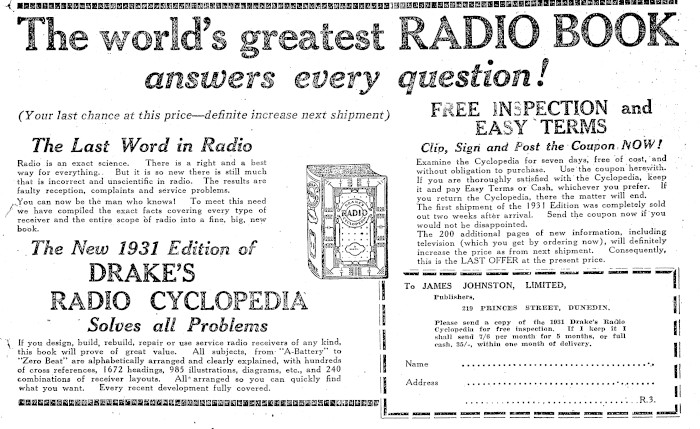 The world's greatest RADIO BOOK
answers every question!
(Your last chance at this price—definite increase next shipment)
The Last Word in Radio
Radio is an exact science. There is a right and a best
way for everything. But it is so new there is still much
that is incorrect and unscientific in radio. The results are
faulty reception, complaints and service problems.
You can now be the man who knows! To meet this need
we have compiled the exact facts covering every type of
receiver and the entire scope of radio into a fine, big, new
book.
The New 1931 Edition of
DRAKE'S
RADIO CYCLOPEDIA
Solves all Problems
If you design, build, rebuild, repair or use service radio receivers of any kind,
this book will prove of great value. All subjects, from "A-Battery" to
"Zero Beat" are alphabetically arranged and clearly explained, with hundreds
of cross references, 1672 headings, 985 illustrations, diagrams, etc., and 240
combinations of receiver layouts. All arranged so you can quickly find
what you want. Every recent development fully covered.
RADIO
FREE INSPECTION and
EASY TERMS
Clip, Sign and Post the Coupon NOW!
Examine the Cyclopedia for seven days, free of cost, and
without obligation to purchase. Use the coupon herewith.
If you are thoroughly satisfied with the Cyclopedia, keep
it and pay Easy Terms or Cash, whichever you prefer. If
you return the Cyclopedia, there the matter will end.
The first shipment of the 1931 Edition was completely sold
out two weeks after arrival. Send the coupon now if you
would not be disappointed.
The 200 additional pages of new information, including
television (which you get by ordering now), will definitely
increase the price as from next shipment. Consequently,
this is the LAST OFFER at the present price.
To JAMES JOHNSTON, LIMITED,
Publishers,
219 PRINCES STREET, DUNEDIN.
Please send a copy of the 1931 Drake's Radio
Cyclopedia for free inspection. If I keep it I
shall send 7/6 per month for 5 months, or full
cash, 35/-, within one month of delivery.
Name
Address
R.3.